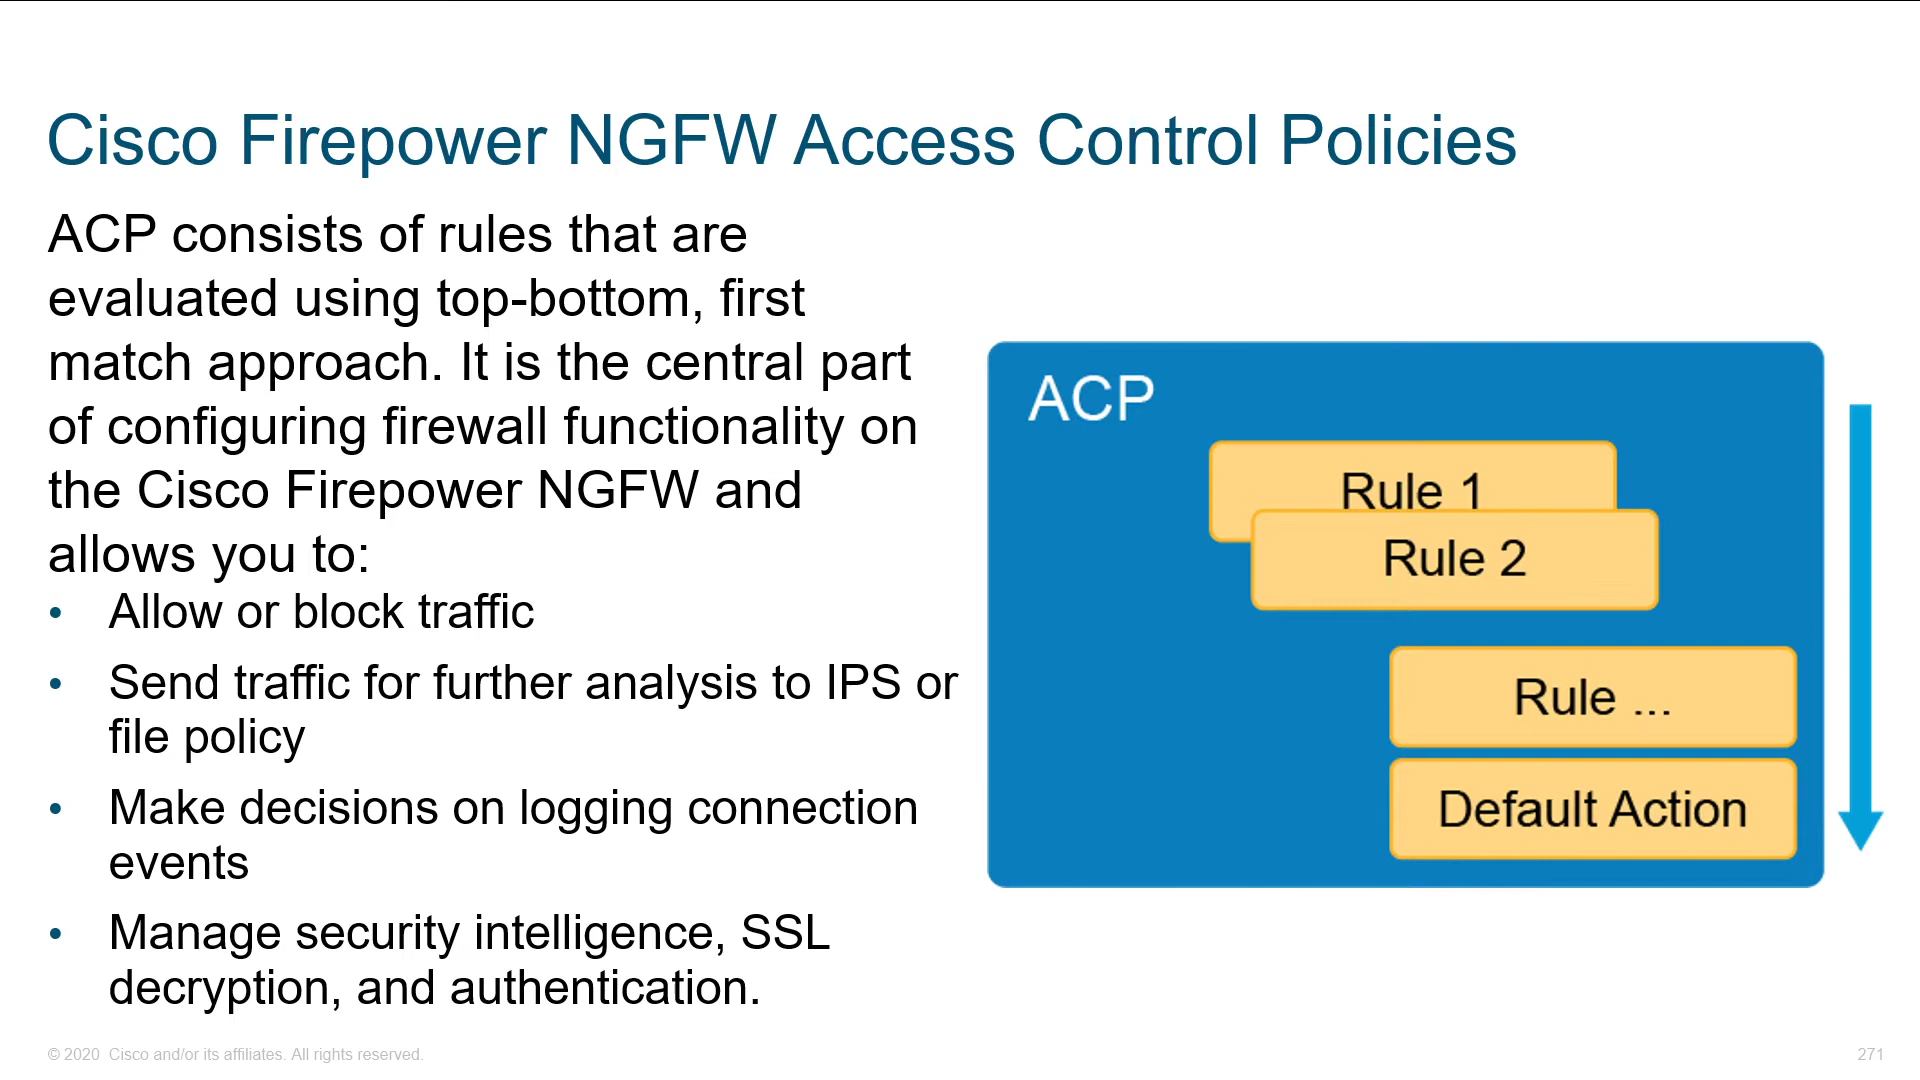 Cisco Firepower NGFW Access Control Policies
ACP consists of rules that are
evaluated using top-bottom, first
match approach. It is the central part
of configuring firewall functionality on
the Cisco Firepower NGFW and
allows you to:
• Allow or block traffic
• Send traffic for further analysis to IPS or
file policy
• Make decisions on logging connection
events
• Manage security intelligence, SSL
decryption, and authentication.
ACP
Rule 1
Rule 2
Rule ...
Default Action
© 2020 Cisco and/or its affiliates. All rights reserved.
271